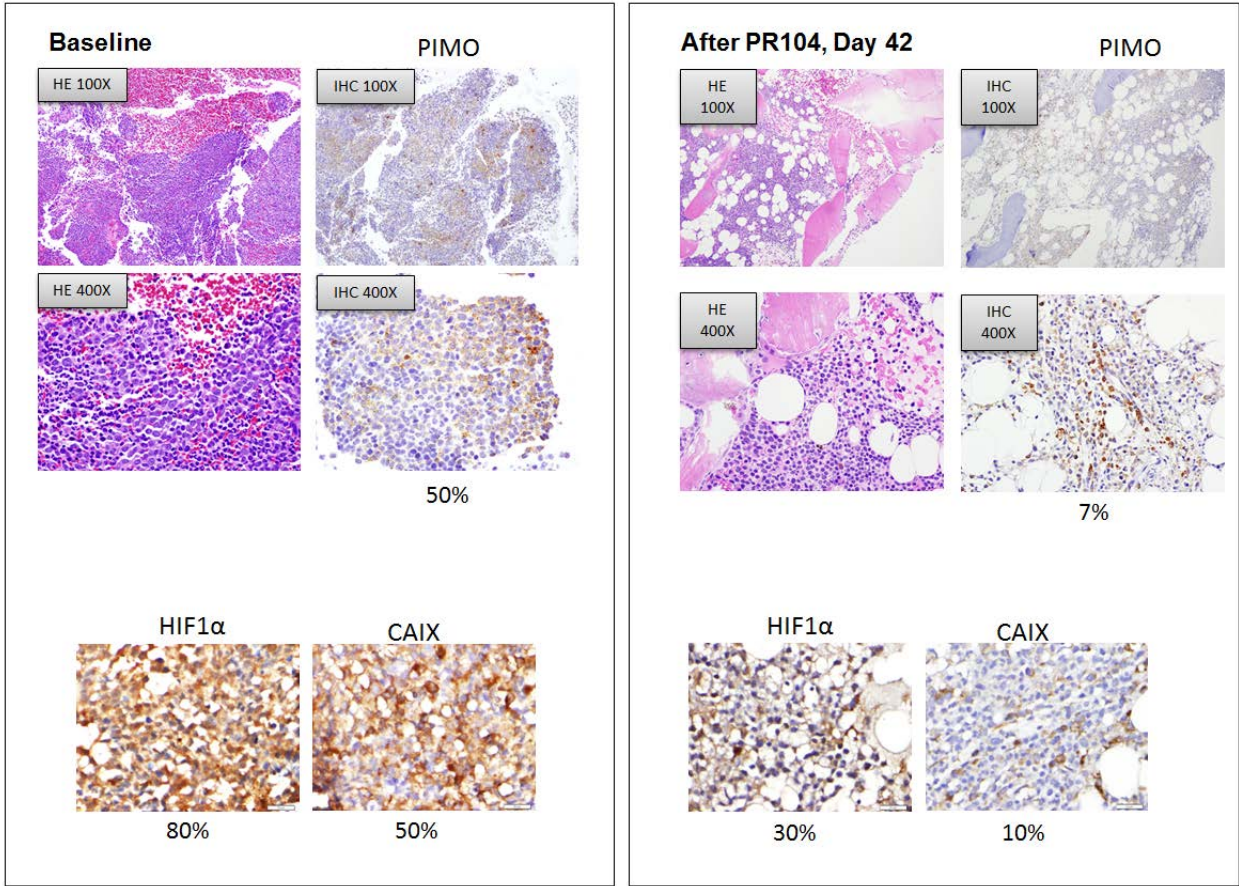 Baseline
PIMO
HE 100X
IHC 100X
HE 400X
IHC 400X
50%
HIF1α
CAIX
80%
50%
After PR104, Day 42
PIMO
HE
100X
IHC
100X
HE
400X
IHC
400X
7%
HIF1α
CAIX
30%
10%